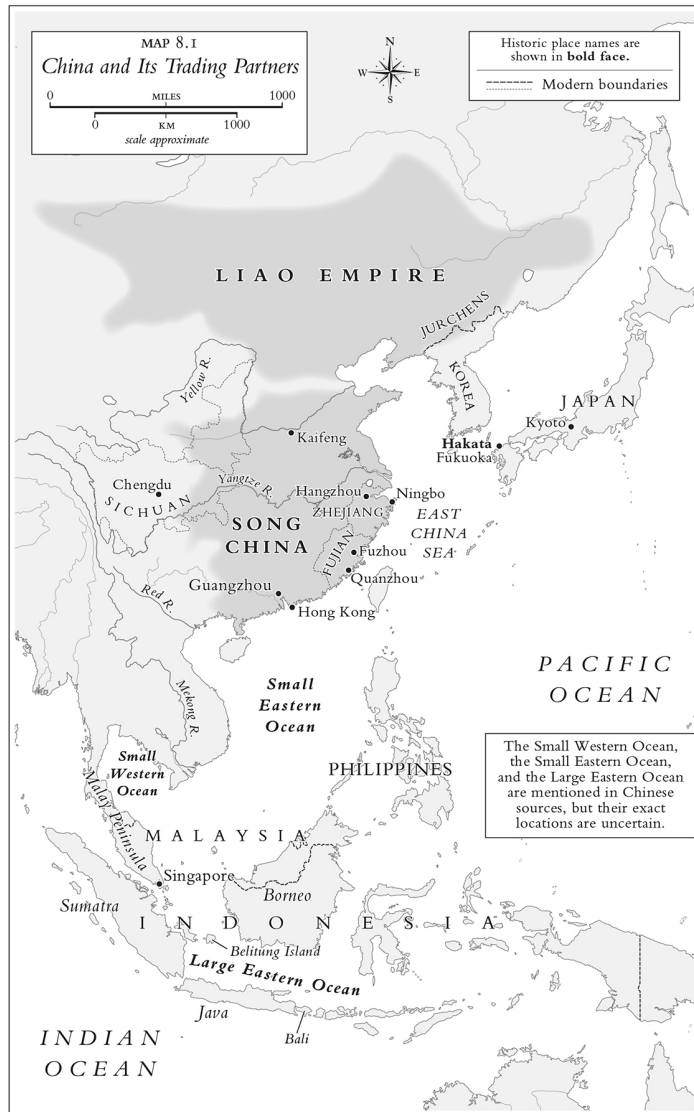 MAP 8.1
China and Its Trading Partners
0 MILES 1000
0 KM 1000
scale approximate
N
W E
S
Historic place names are
shown in bold face.
Modern boundaries
LIAO EMPIRE
JURCHENS
Yellow R.
KOREA
JAPAN
Kyoto
Kaifeng
Hakata
Fukuoka
Chengdu
SICHUAN
Yangtze R.
Hangzhou
Ningbo
ZHEJIANG
EAST
CHINA
SEA
SONG
CHINA
FUJIAN
Fuzhou
Quanzhou
Guangzhou
Red R.
Hong Kong
PACIFIC
OCEAN
Small
Eastern
Ocean
Mekong R.
Small
Western
Ocean
PHILIPPINES
The Small Western Ocean,
the Small Eastern Ocean,
and the Large Eastern Ocean
are mentioned in Chinese
sources, but their exact
locations are uncertain.
Malay Peninsula
MALAYSIA
Singapore
Borneo
Sumatra
INDONESIA
Belitung Island
Large Eastern Ocean
Java
Bali
INDIAN
OCEAN